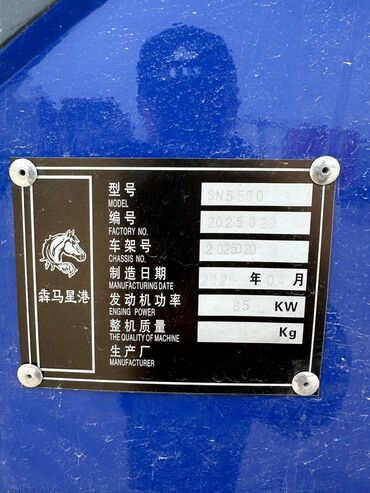 型号 SN5500
MODEL
编号 2025020
FACTORY NO.
车架号 2025020
CHASSIS NO.
制造日期 2025 年 04 月
MANUFACTURING DATE
发动机功率 85 KW
ENGING POWER
整机质量 Kg
THE QUALITY OF MACHINE
生产厂
MANUFACTURER
犇马星港